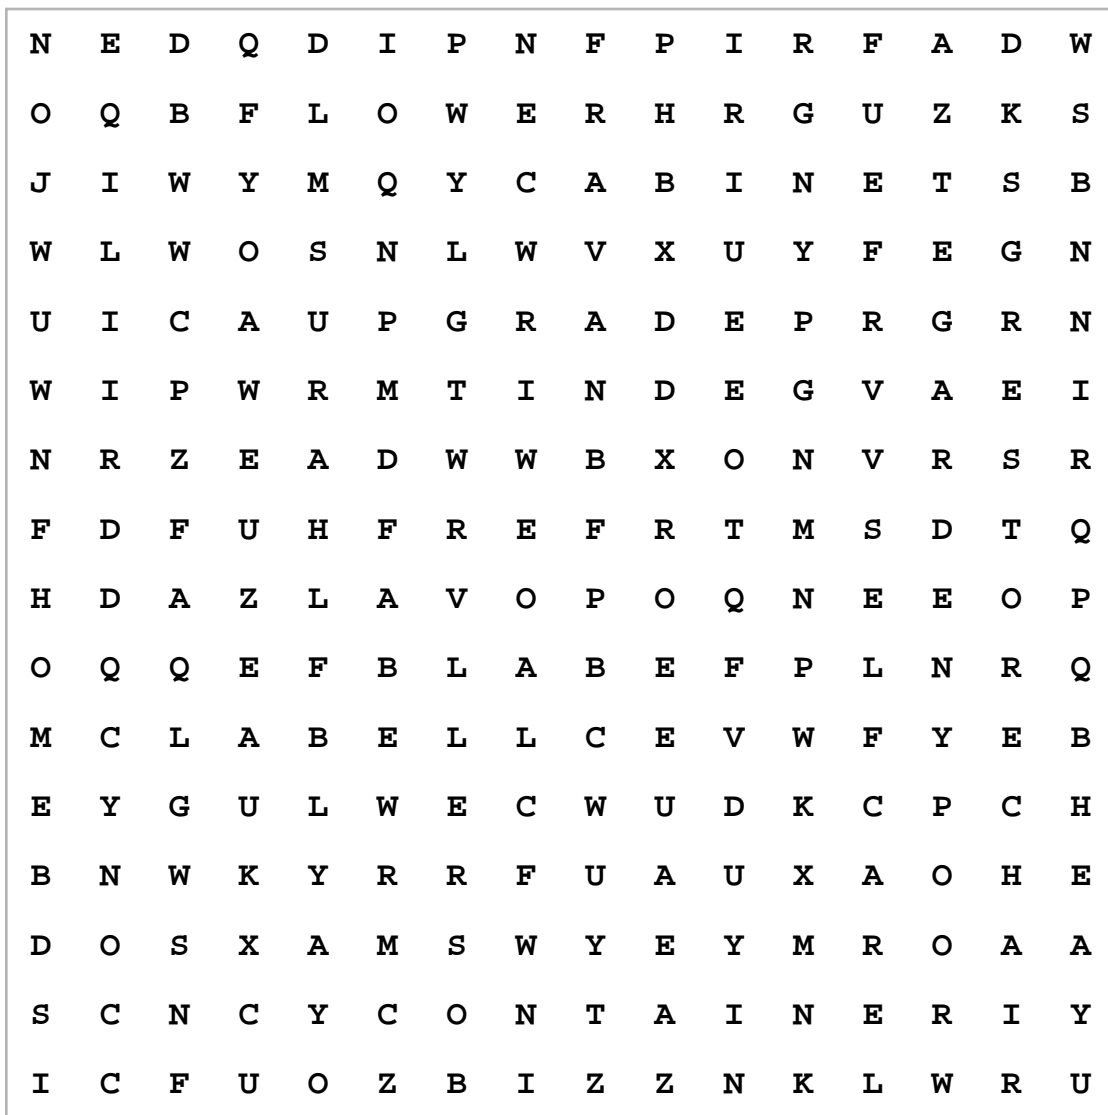 N E D Q D I P N F P I R F A D W
O Q B F L O W E R H R G U Z K S
J I W Y M Q Y C A B I N E T S B
W L W O S N L W V X U Y F E G N
U I C A U P G R A D E P R G R N
W I P W R M T I N D E G V A E I
N R Z E A D W W B X O N V R S R
F D F U H F R E F R T M S D T Q
H D A Z L A V O P O Q N E E O P
O Q Q E F B L A B E F P L N R Q
M C L A B E L L C E V W F Y E B
E Y G U L W E C W U D K C P C H
B N W K Y R R F U A U X A O H E
D O S X A M S W Y E Y M R O A A
S C N C Y C O N T A I N E R I Y
I C F U O Z B I Z Z N K L W R U